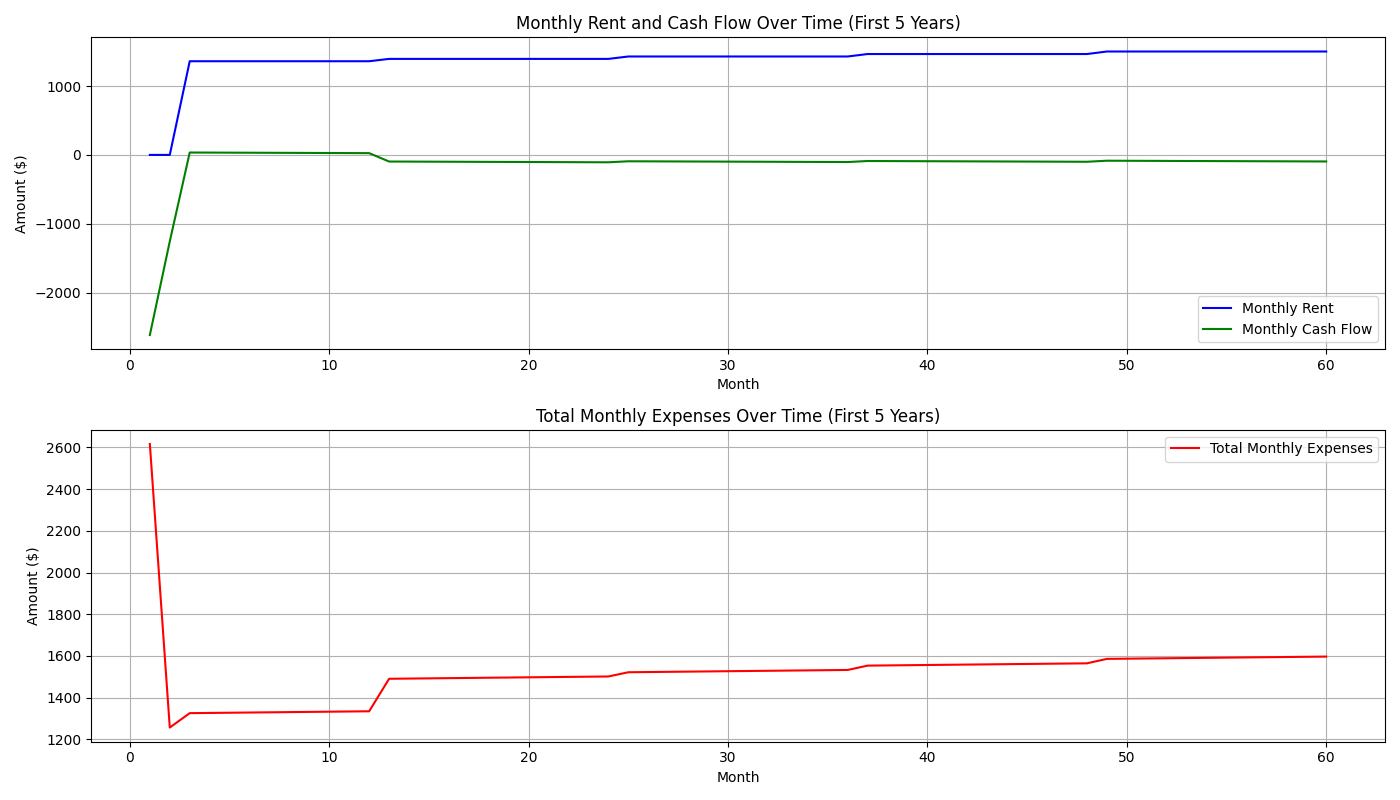 Monthly Rent and Cash Flow Over Time (First 5 Years)
Amount ($)
1000
0
−1000
−2000
0 10 20 30 40 50 60
Month
Monthly Rent
Monthly Cash Flow
Total Monthly Expenses Over Time (First 5 Years)
Amount ($)
2600
2400
2200
2000
1800
1600
1400
1200
0 10 20 30 40 50 60
Month
Total Monthly Expenses